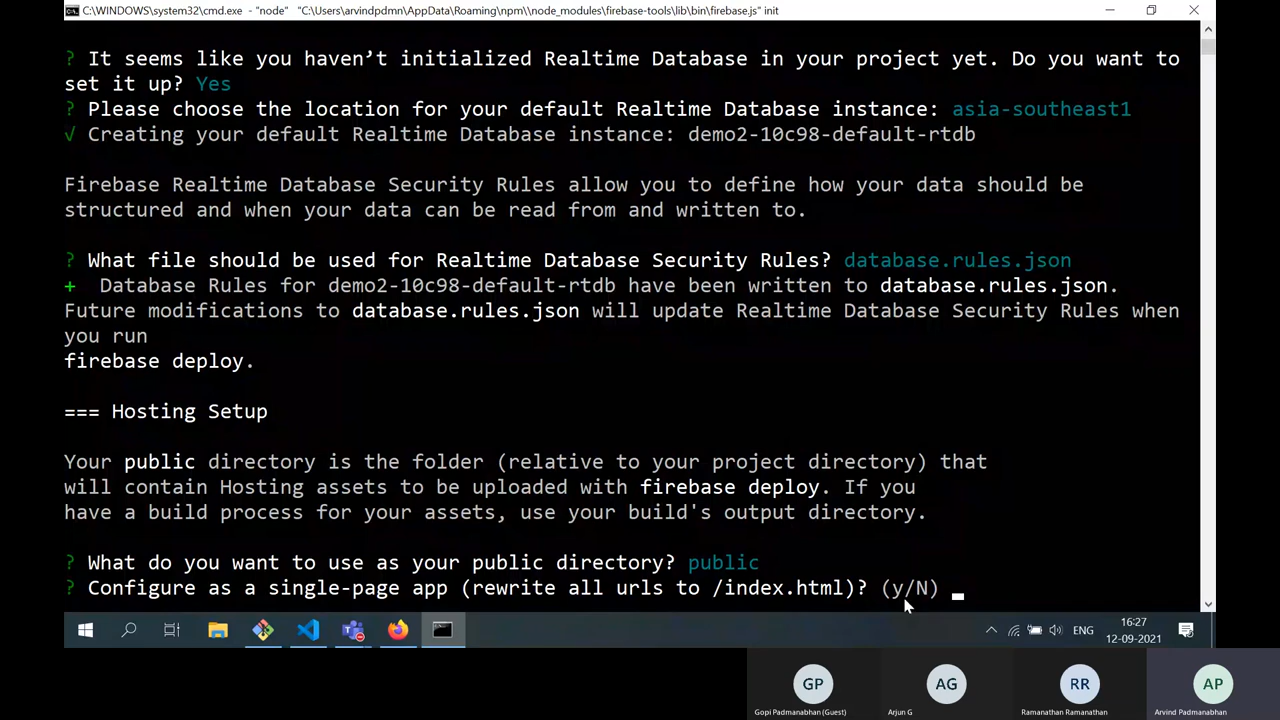 C:\WINDOWS\system32\cmd.exe - "node" "C:\Users\arvindpdmn\AppData\Roaming\npm\\node_modules\firebase-tools\lib\bin\firebase.js" init
? It seems like you haven’t initialized Realtime Database in your project yet. Do you want to
set it up? Yes
? Please choose the location for your default Realtime Database instance: asia-southeast1
√ Creating your default Realtime Database instance: demo2-10c98-default-rtdb
Firebase Realtime Database Security Rules allow you to define how your data should be
structured and when your data can be read from and written to.
? What file should be used for Realtime Database Security Rules? database.rules.json
+ Database Rules for demo2-10c98-default-rtdb have been written to database.rules.json.
Future modifications to database.rules.json will update Realtime Database Security Rules when
you run
firebase deploy.
=== Hosting Setup
Your public directory is the folder (relative to your project directory) that
will contain Hosting assets to be uploaded with firebase deploy. If you
have a build process for your assets, use your build's output directory.
? What do you want to use as your public directory? public
? Configure as a single-page app (rewrite all urls to /index.html)? (y/N)
ENG
16:27
12-09-2021
GP
AG
RR
AP
Gopi Padmanabhan (Guest)
Arjun G
Ramanathan Ramanathan
Arvind Padmanabhan